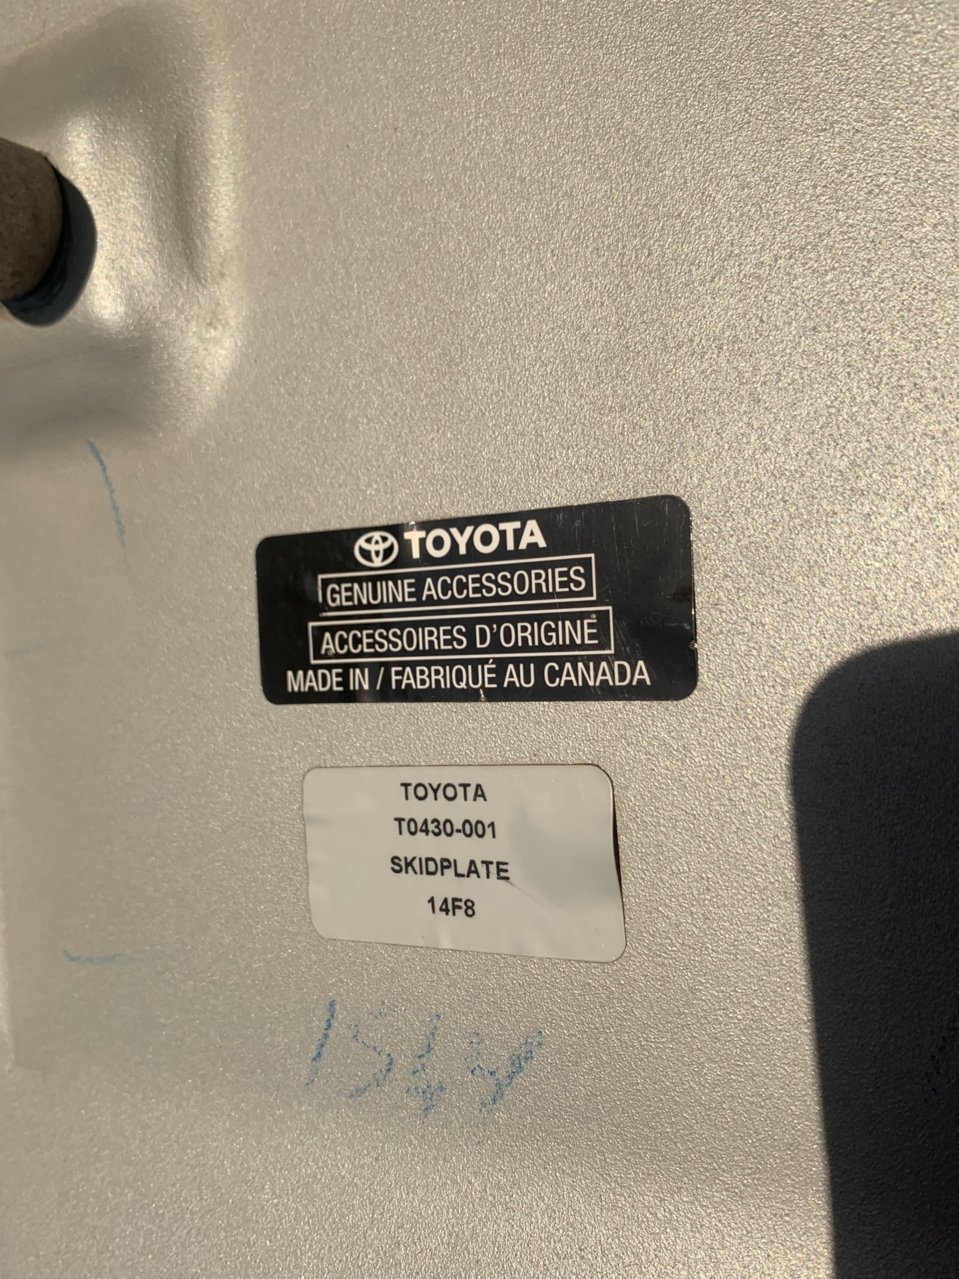 TOYOTA
GENUINE ACCESSORIES
ACCESSOIRES D'ORIGINE
MADE IN / FABRIQUÉ AU CANADA
TOYOTA
T0430-001
SKIDPLATE
14F8